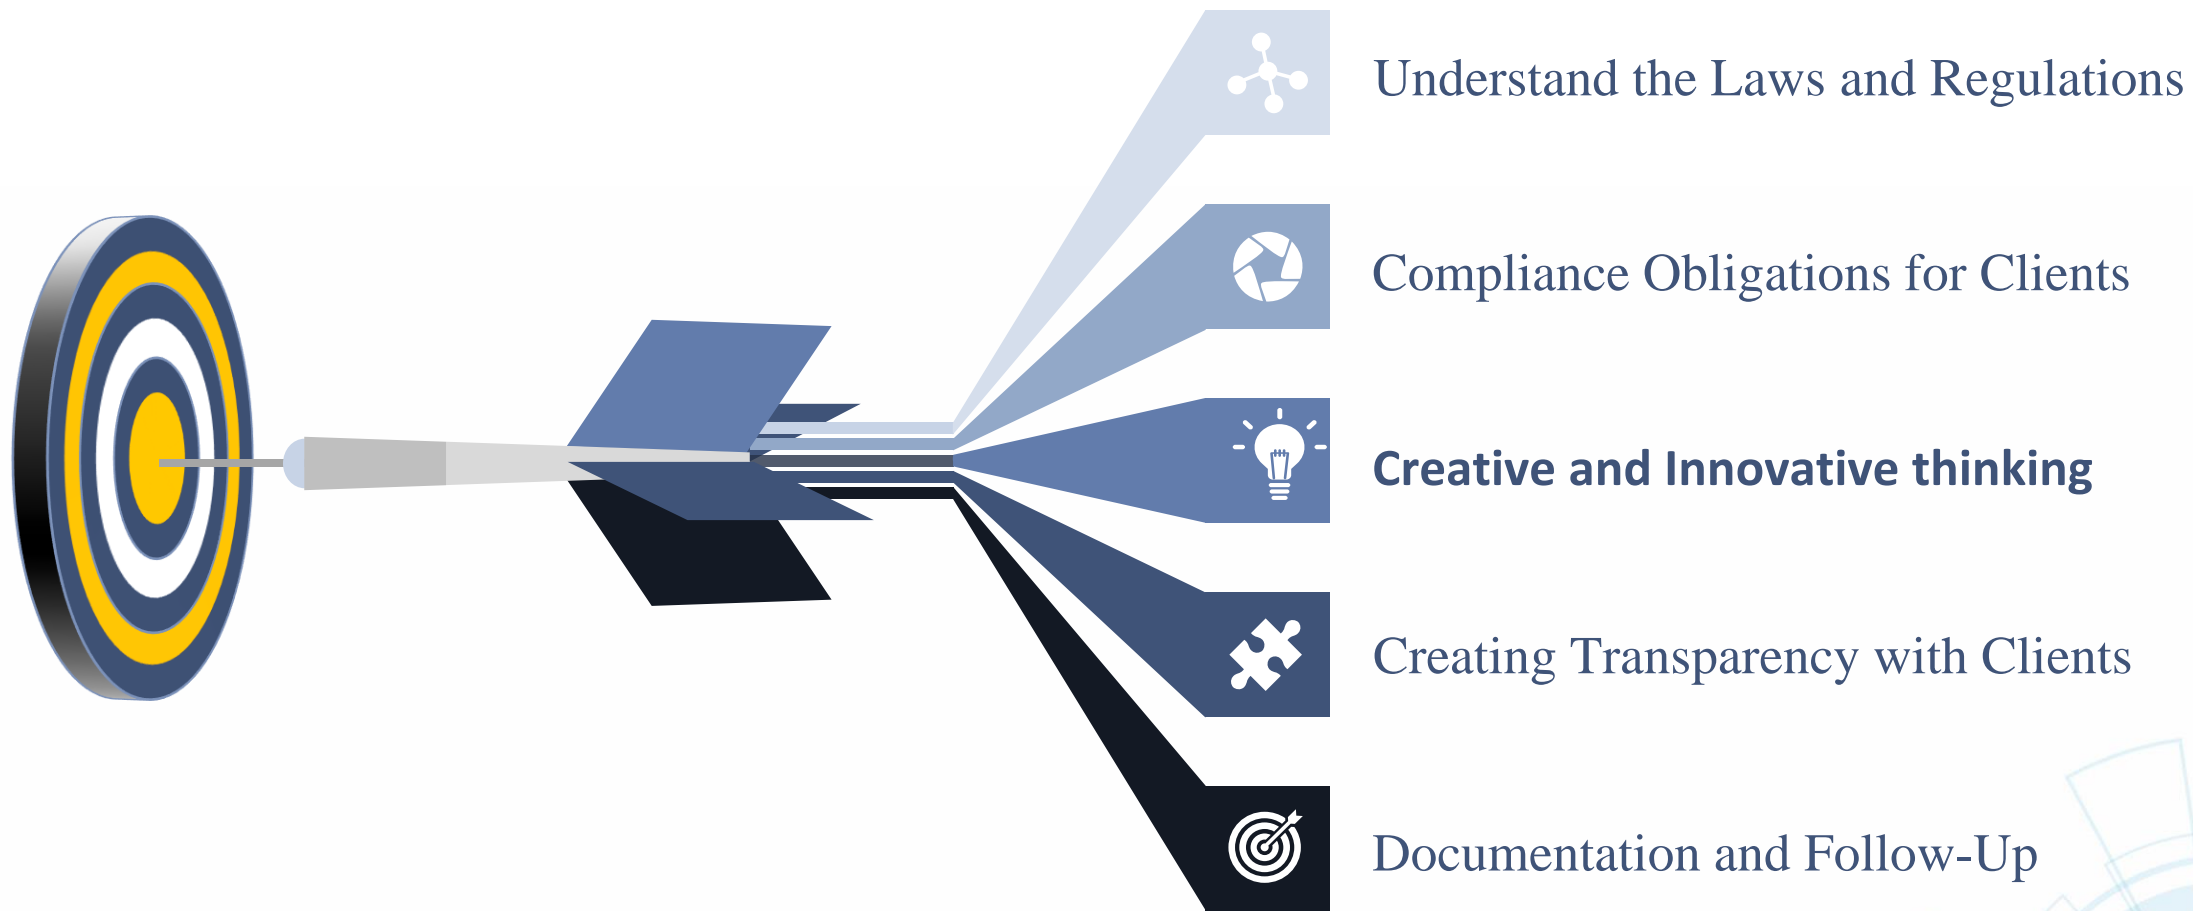 Understand the Laws and Regulations
Compliance Obligations for Clients
Creative and Innovative thinking
Creating Transparency with Clients
Documentation and Follow-Up